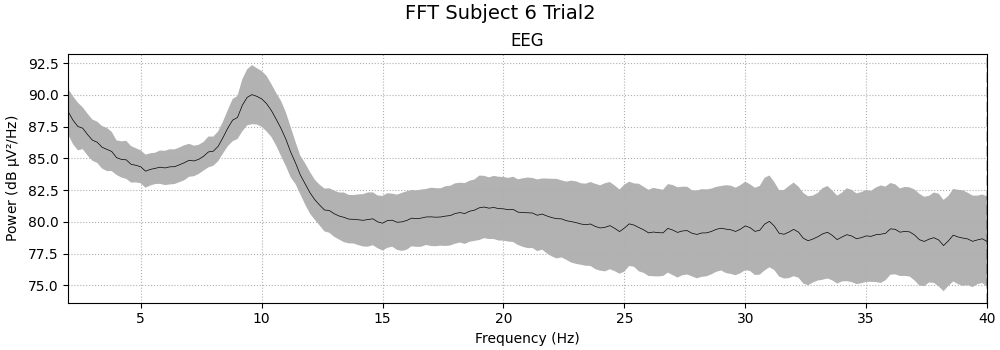 FFT Subject 6 Trial2
EEG
92.5
90.0
87.5
85.0
82.5
80.0
77.5
75.0
Power (dB µV²/Hz)
5 10 15 20 25 30 35 40
Frequency (Hz)